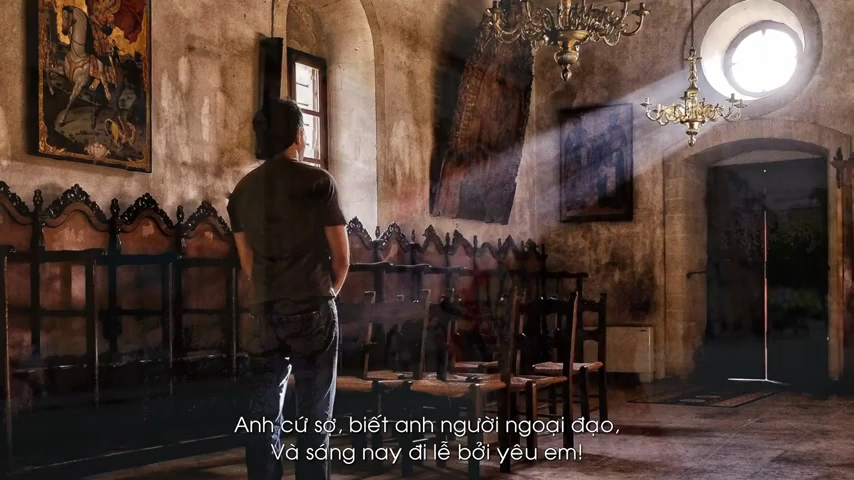 Anh cứ sợ, biết anh người ngoại đạo,
Và sáng nay đi lễ bởi yêu em!